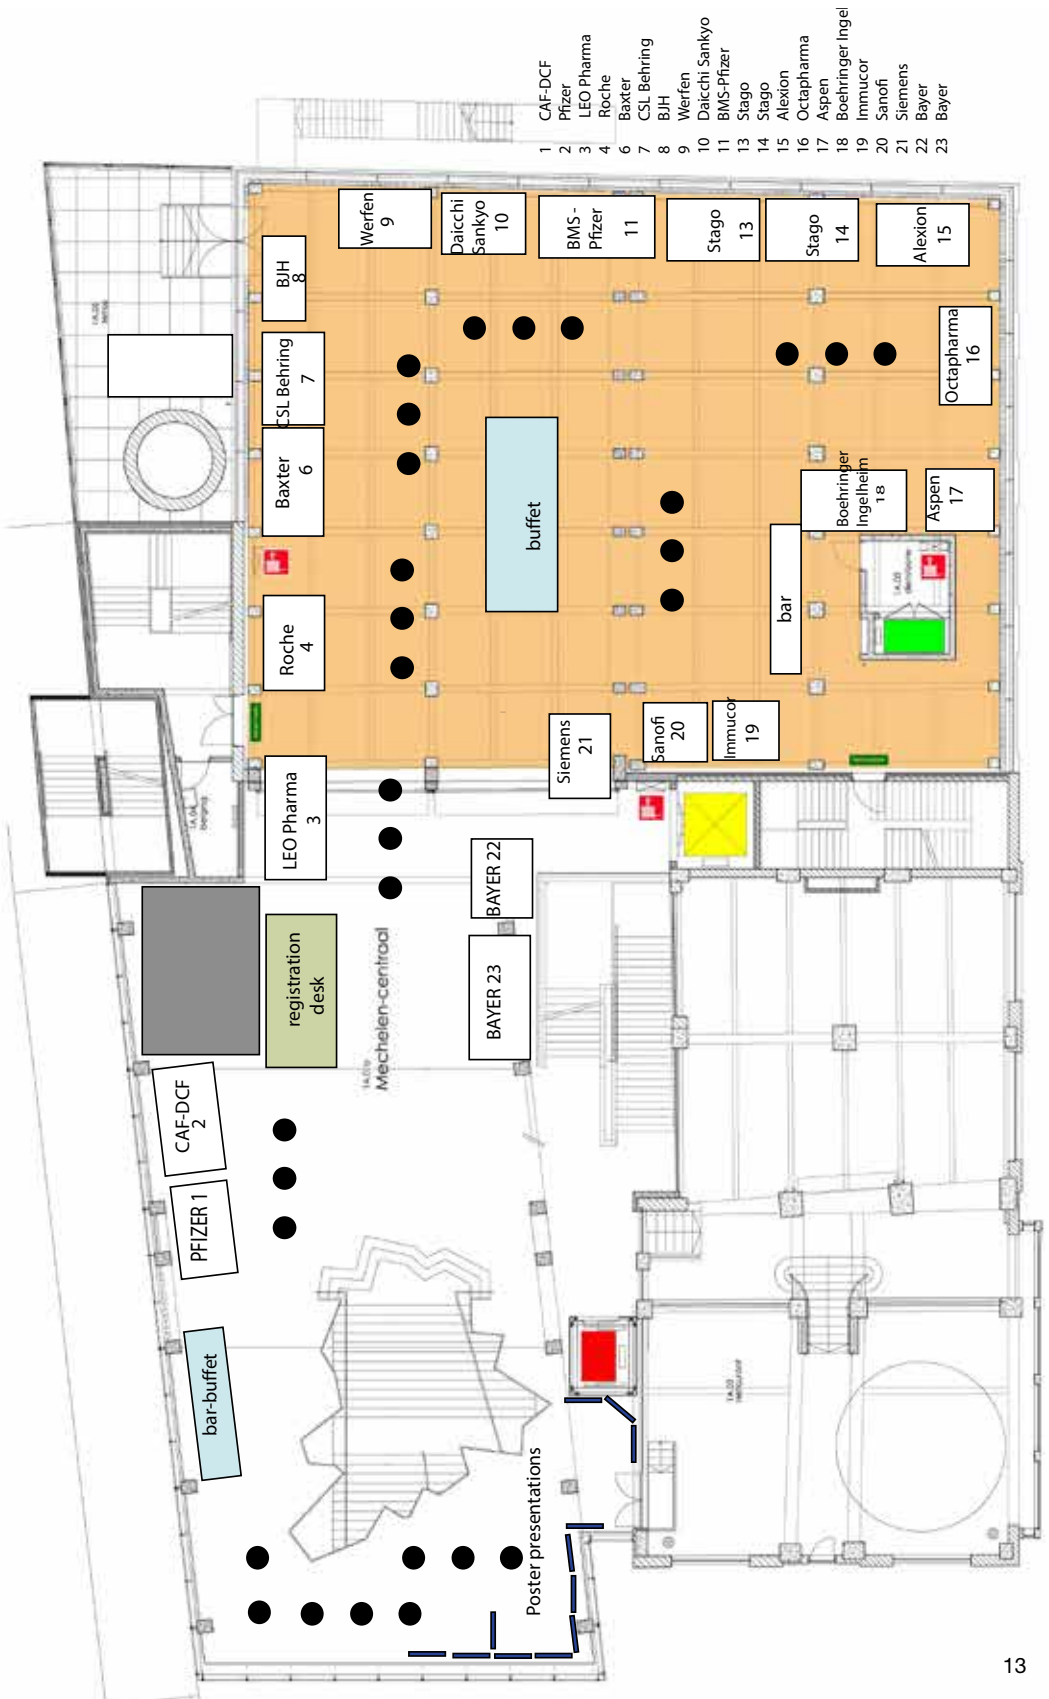 1 CAF-DCF
2 Pfizer
3 LEO Pharma
4 Roche
6 Baxter
7 CSL Behring
8 BJH
9 Werfen
10 Daicchi Sankyo
11 BMS-Pfizer
13 Stago
14 Stago
15 Alexion
16 Octapharma
17 Aspen
18 Boehringer Ingel
19 Immucor
20 Sanofi
21 Siemens
22 Bayer
23 Bayer
Werfen
9
Daicchi
Sankyo
10
BMS -
Pfizer
11
Stago
13
Stago
14
Alexion
15
BJH
8
CSL Behring
7
Octapharma
16
Baxter
6
buffet
Boehringer
Ingelheim
18
Aspen
17
Roche
4
bar
Siemens
21
Sanofi
20
Immucor
19
LEO Pharma
3
BAYER 22
registration
desk
BAYER 23
Mechelen-centraal
CAF-DCF
2
PFIZER 1
bar-buffet
Poster presentations
13